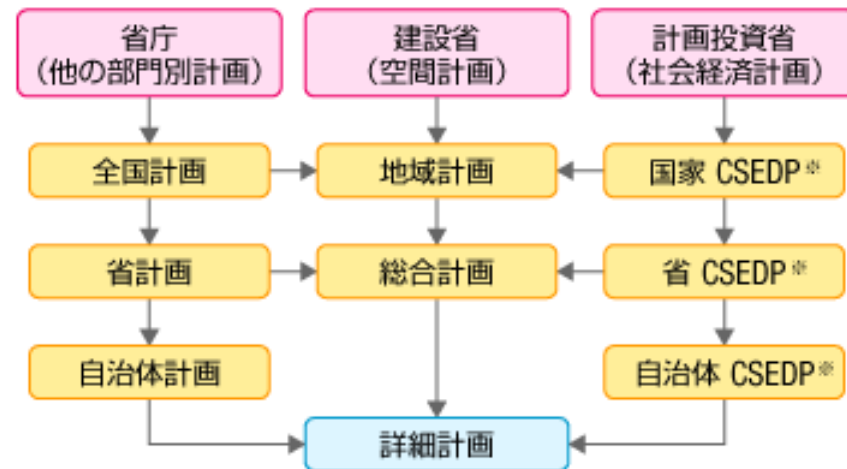 省庁
（他の部門別計画）
建設省
（空間計画）
計画投資省
（社会経済計画）
全国計画
地域計画
国家 CSEDP※
省計画
総合計画
省 CSEDP※
自治体計画
自治体 CSEDP※
詳細計画